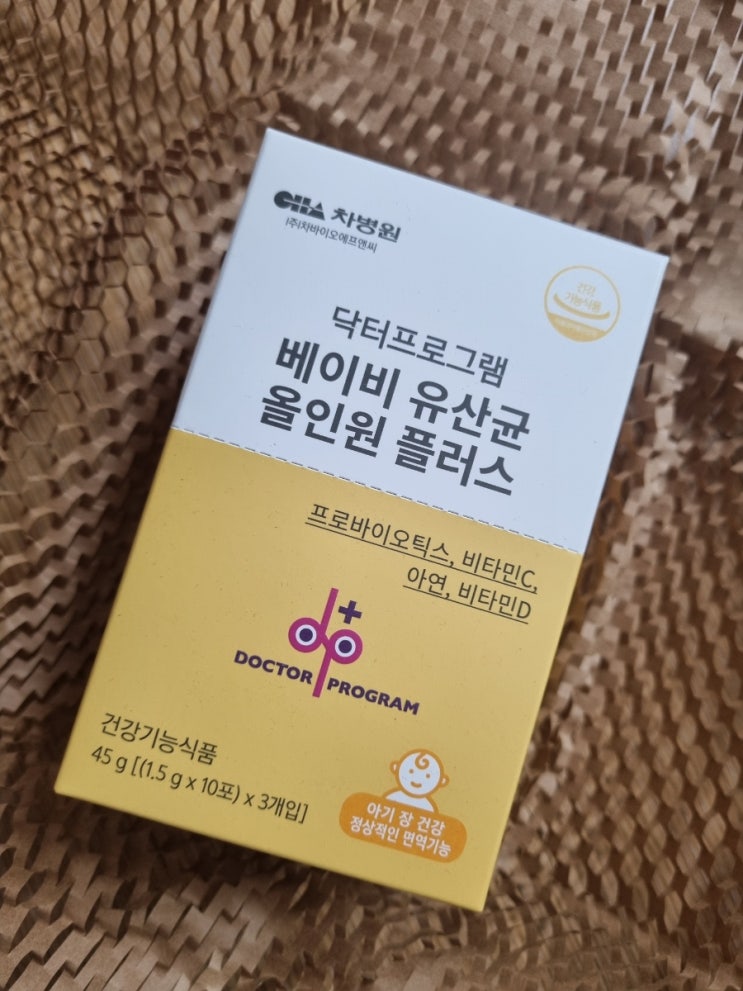 CHA 차병원
(주)차바이오에프앤씨
건강
기능식품
닥터프로그램
베이비 유산균
올인원 플러스
프로바이오틱스, 비타민C,
아연, 비타민D
dp+
DOCTOR PROGRAM
건강기능식품
45 g [(1.5 g x 10포) x 3개입]
아기 장 건강
정상적인 면역기능